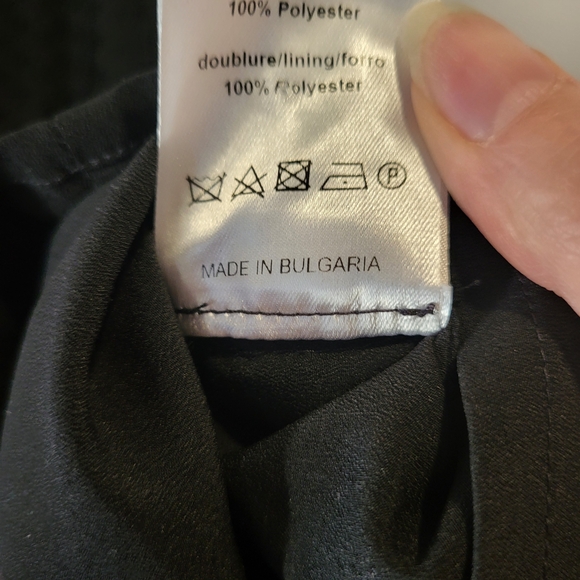 100% Polyester
doublure/lining/forro
100% Polyester
P
MADE IN BULGARIA